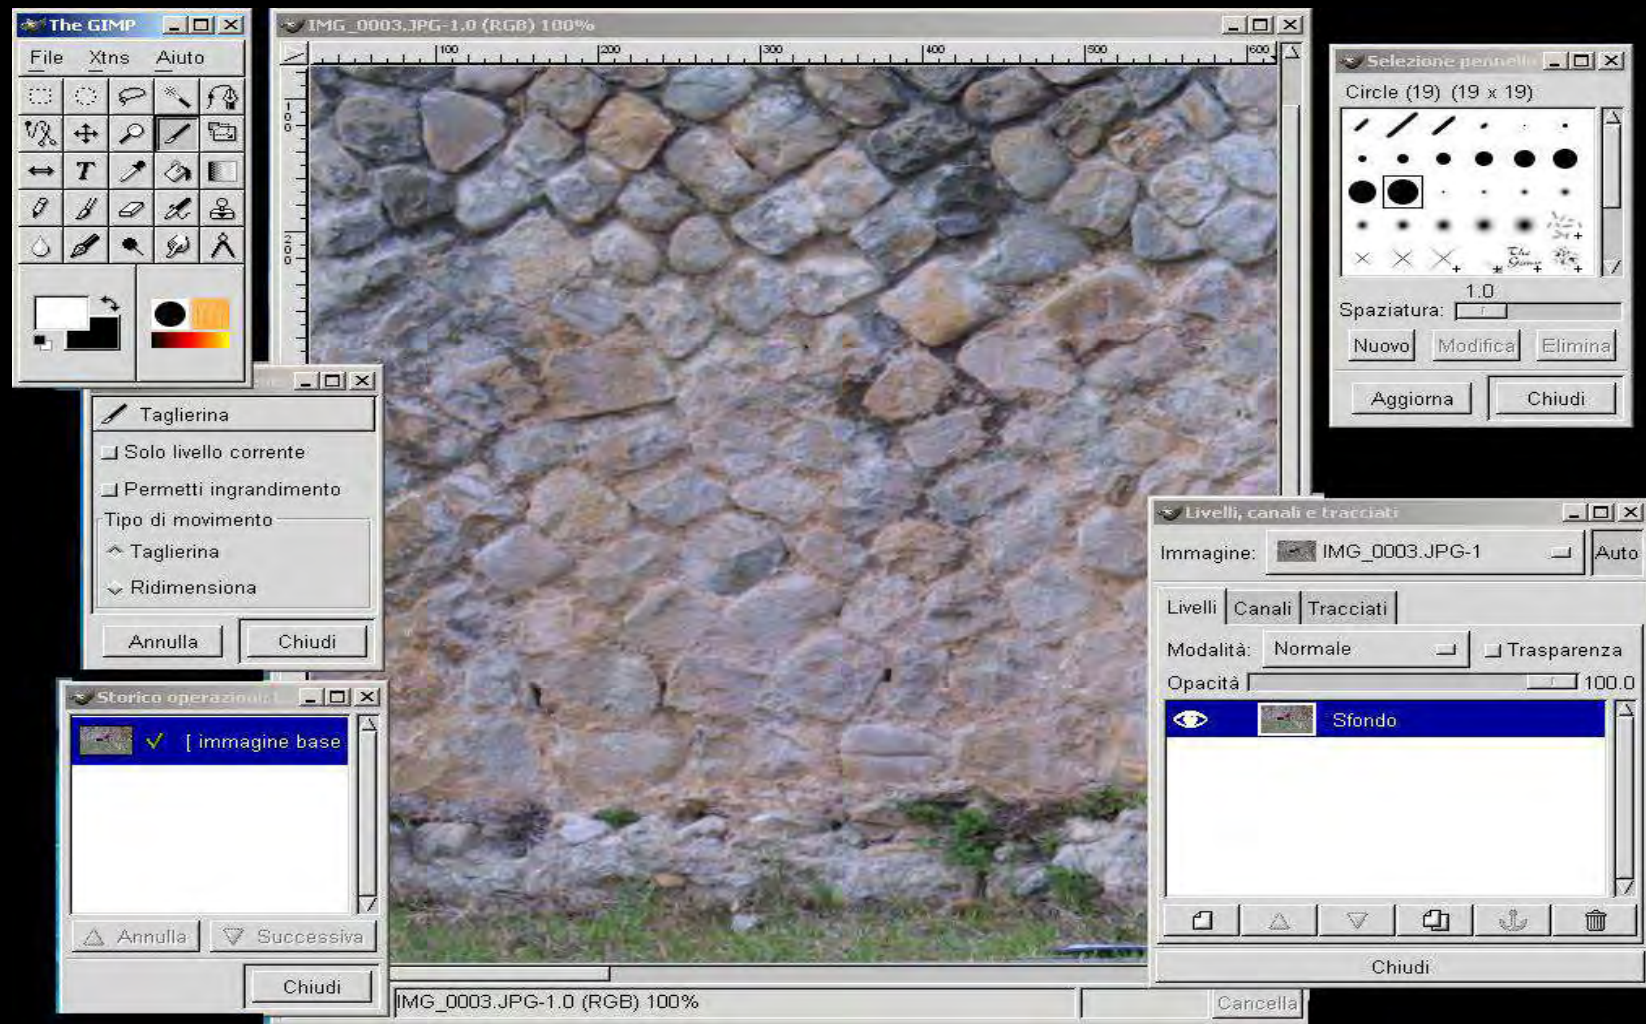 The GIMP
File Xtns Aiuto
IMG_0003.JPG-1.0 (RGB) 100%
100 200 300 400 500 600
100
200
Taglierina
Solo livello corrente
Permetti ingrandimento
Tipo di movimento
Taglierina
Ridimensiona
Annulla Chiudi
Storico operazioni:
[ immagine base
Annulla Successiva
Chiudi
IMG_0003.JPG-1.0 (RGB) 100%
Cancella
Selezione pennello
Circle (19) (19 x 19)
The
1.0
Spaziatura:
Nuovo Modifica Elimina
Aggiorna Chiudi
Livelli, canali e tracciati
Immagine: IMG_0003.JPG-1 Auto
Livelli Canali Tracciati
Modalità: Normale Trasparenza
Opacità 100.0
Sfondo
Chiudi